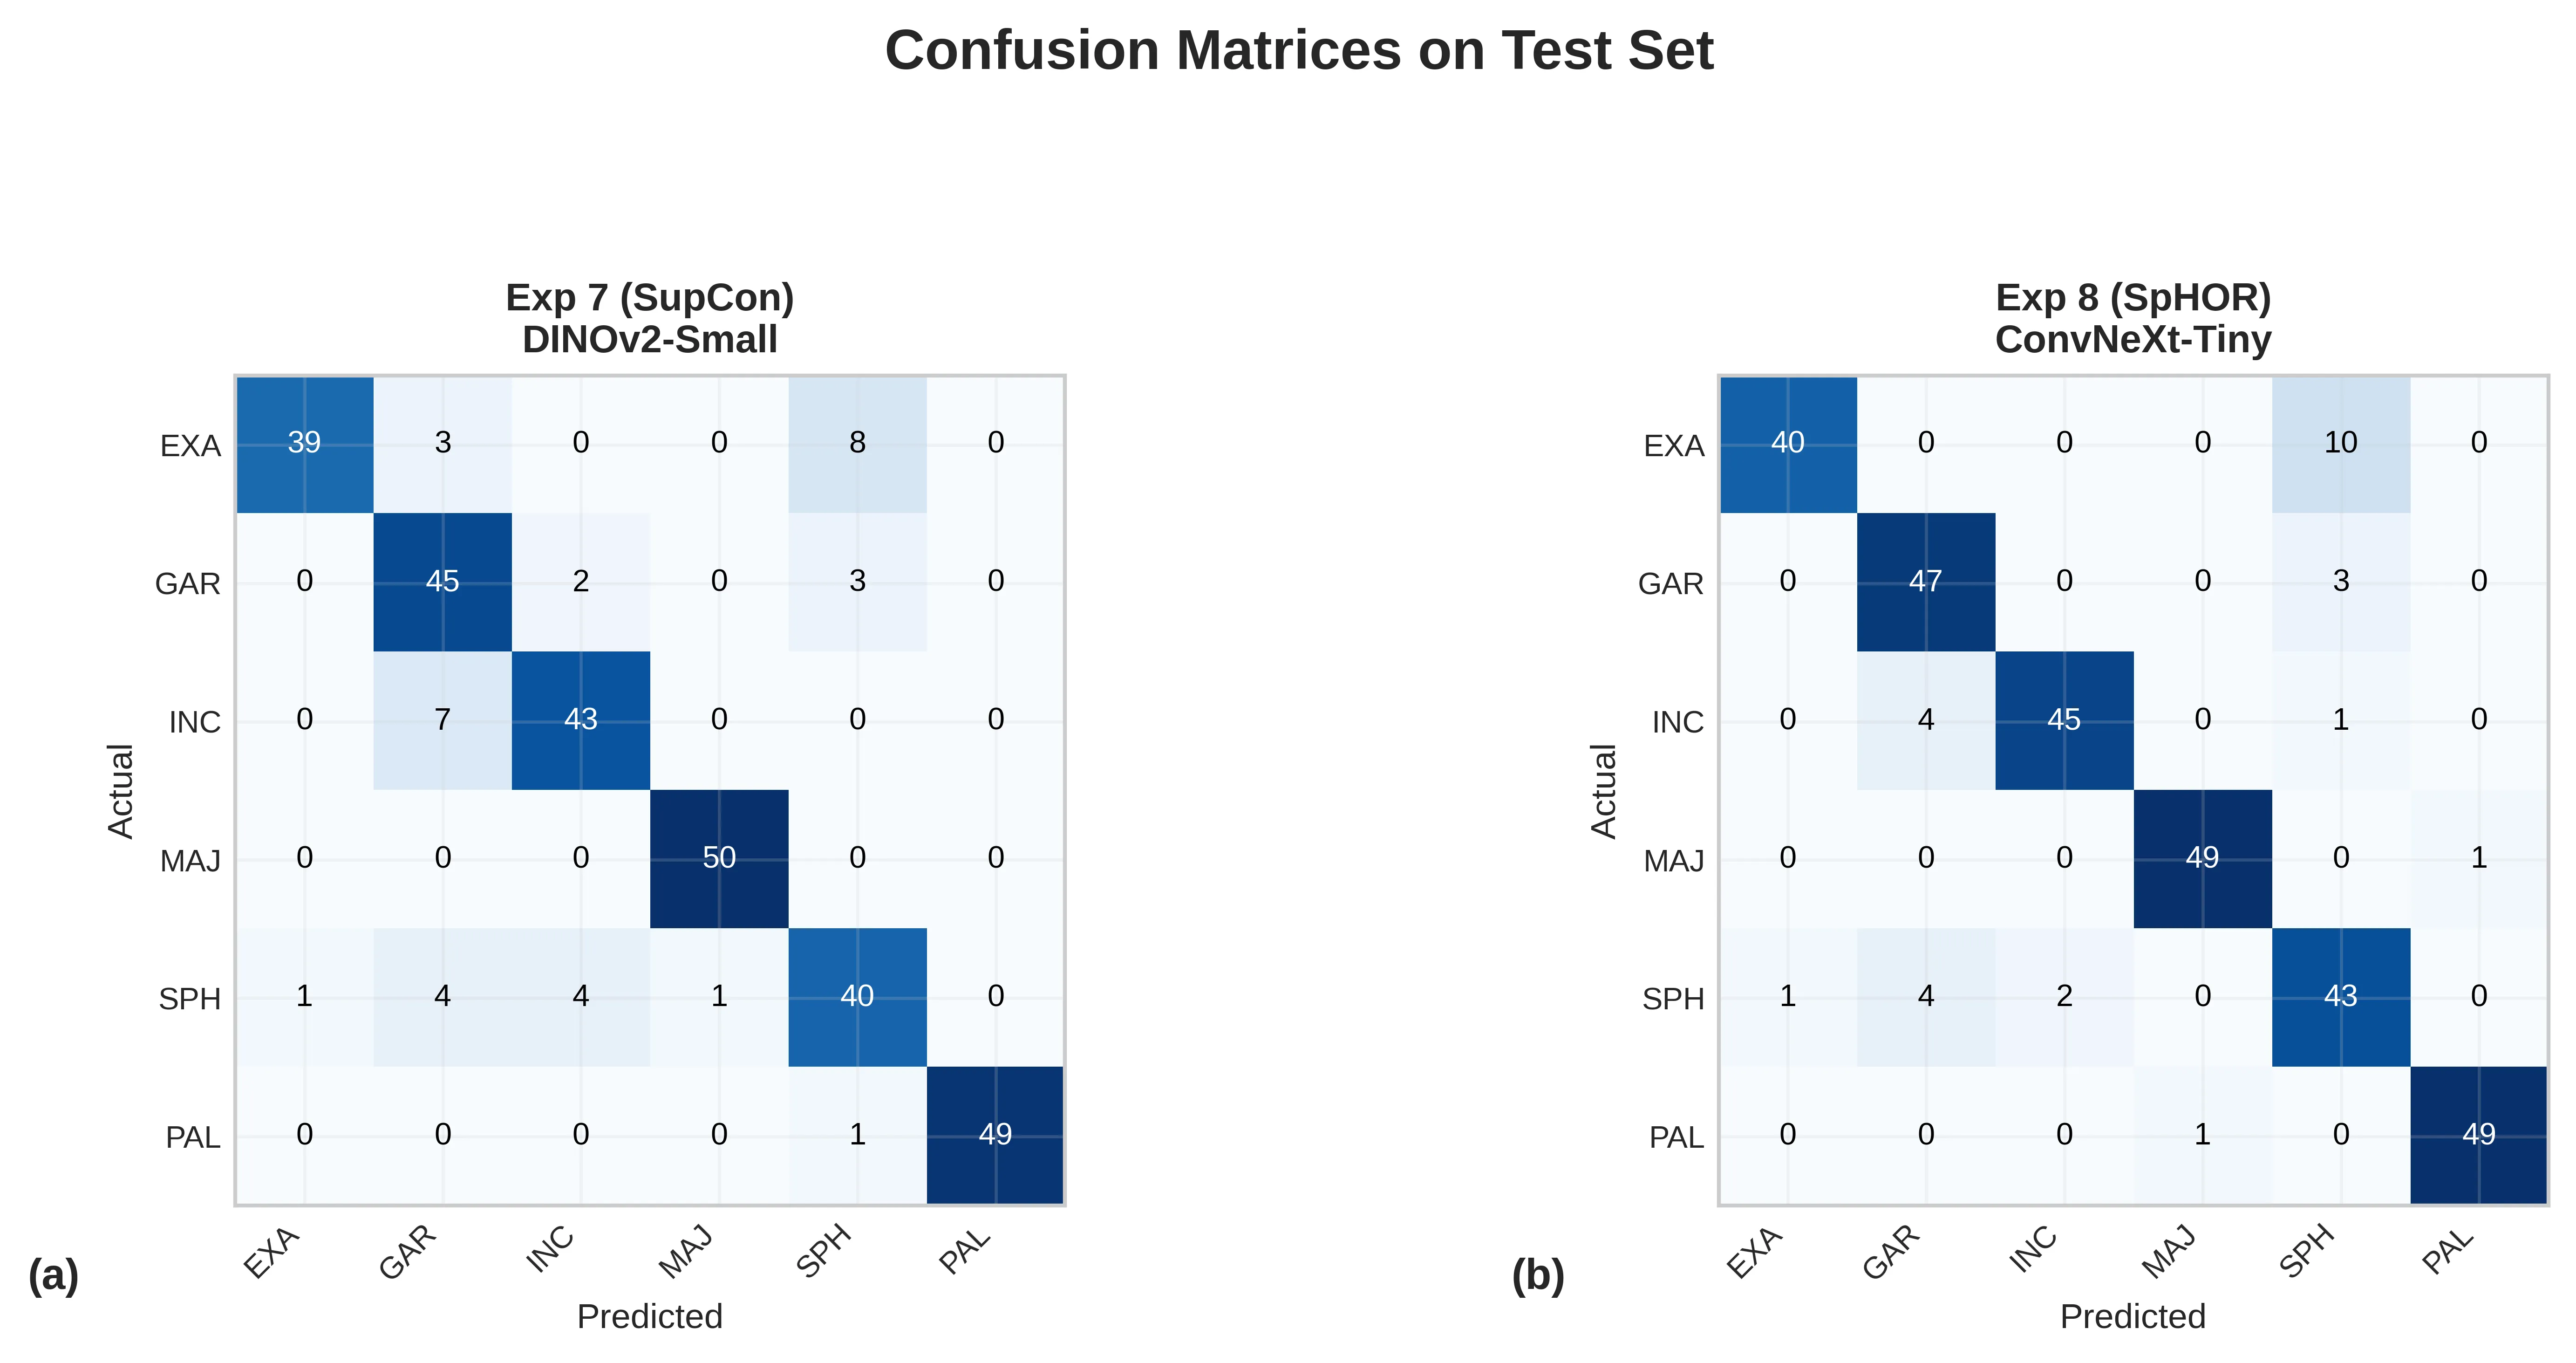 Confusion Matrices on Test Set
Exp 7 (SupCon)
DINOv2-Small
EXA 39 3 0 0 8 0
GAR 0 45 2 0 3 0
INC 0 7 43 0 0 0
MAJ 0 0 0 50 0 0
SPH 1 4 4 1 40 0
PAL 0 0 0 0 1 49
Actual
EXA GAR INC MAJ SPH PAL
(a)
Predicted
Exp 8 (SpHOR)
ConvNeXt-Tiny
EXA 40 0 0 0 10 0
GAR 0 47 0 0 3 0
INC 0 4 45 0 1 0
MAJ 0 0 0 49 0 1
SPH 1 4 2 0 43 0
PAL 0 0 0 1 0 49
Actual
EXA GAR INC MAJ SPH PAL
(b)
Predicted